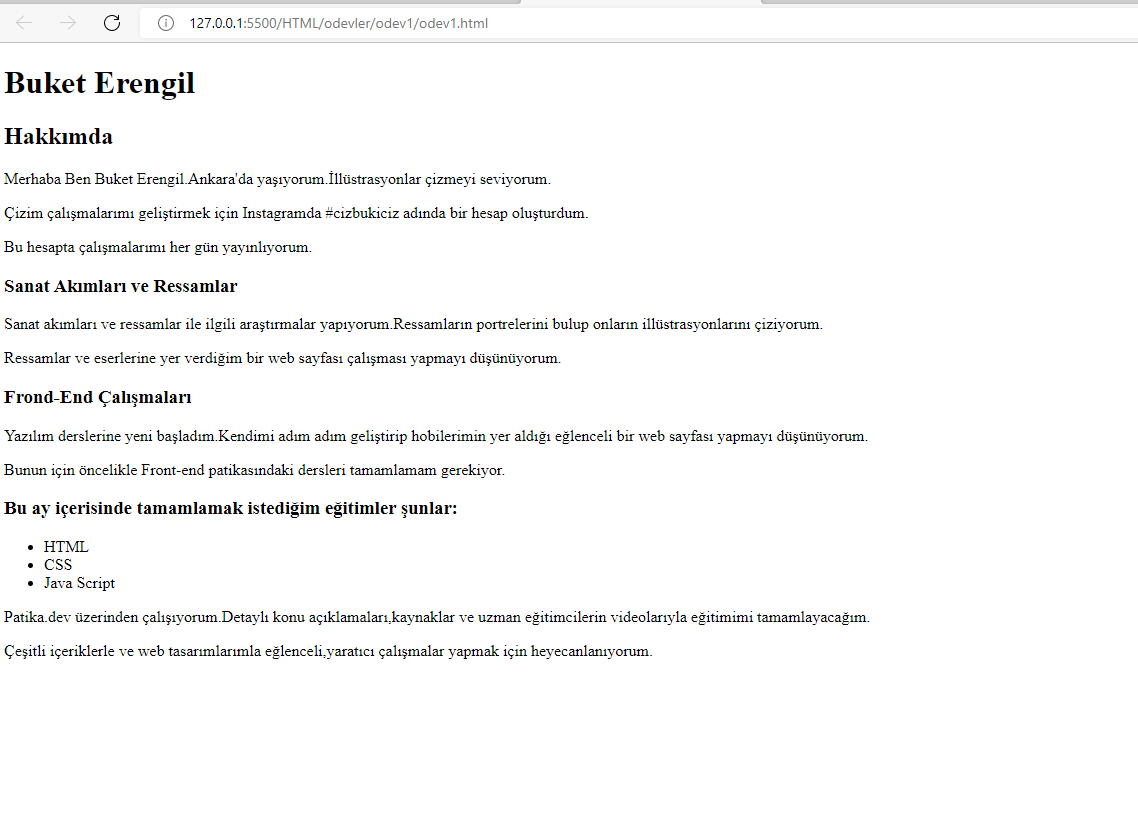 127.0.0.1:5500/HTML/odevler/odev1/odev1.html
Buket Erengil
Hakkımda
Merhaba Ben Buket Erengil.Ankara'da yaşıyorum.İllüstrasyonlar çizmeyi seviyorum.
Çizim çalışmalarımı geliştirmek için Instagramda #cizbukiciz adında bir hesap oluşturdum.
Bu hesapta çalışmalarımı her gün yayınlıyorum.
Sanat Akımları ve Ressamlar
Sanat akımları ve ressamlar ile ilgili araştırmalar yapıyorum.Ressamların portrelerini bulup onların illüstrasyonlarını çiziyorum.
Ressamlar ve eserlerine yer verdiğim bir web sayfası çalışması yapmayı düşünüyorum.
Frond-End Çalışmaları
Yazılım derslerine yeni başladım.Kendimi adım adım geliştirip hobilerimin yer aldığı eğlenceli bir web sayfası yapmayı düşünüyorum.
Bunun için öncelikle Front-end patikasındaki dersleri tamamlamam gerekiyor.
Bu ay içerisinde tamamlamak istediğim eğitimler şunlar:
• HTML
• CSS
• Java Script
Patika.dev üzerinden çalışıyorum.Detaylı konu açıklamaları,kaynaklar ve uzman eğitimcilerin videolarıyla eğitimimi tamamlayacağım.
Çeşitli içeriklerle ve web tasarımlarımla eğlenceli,yaratıcı çalışmalar yapmak için heyecanlanıyorum.